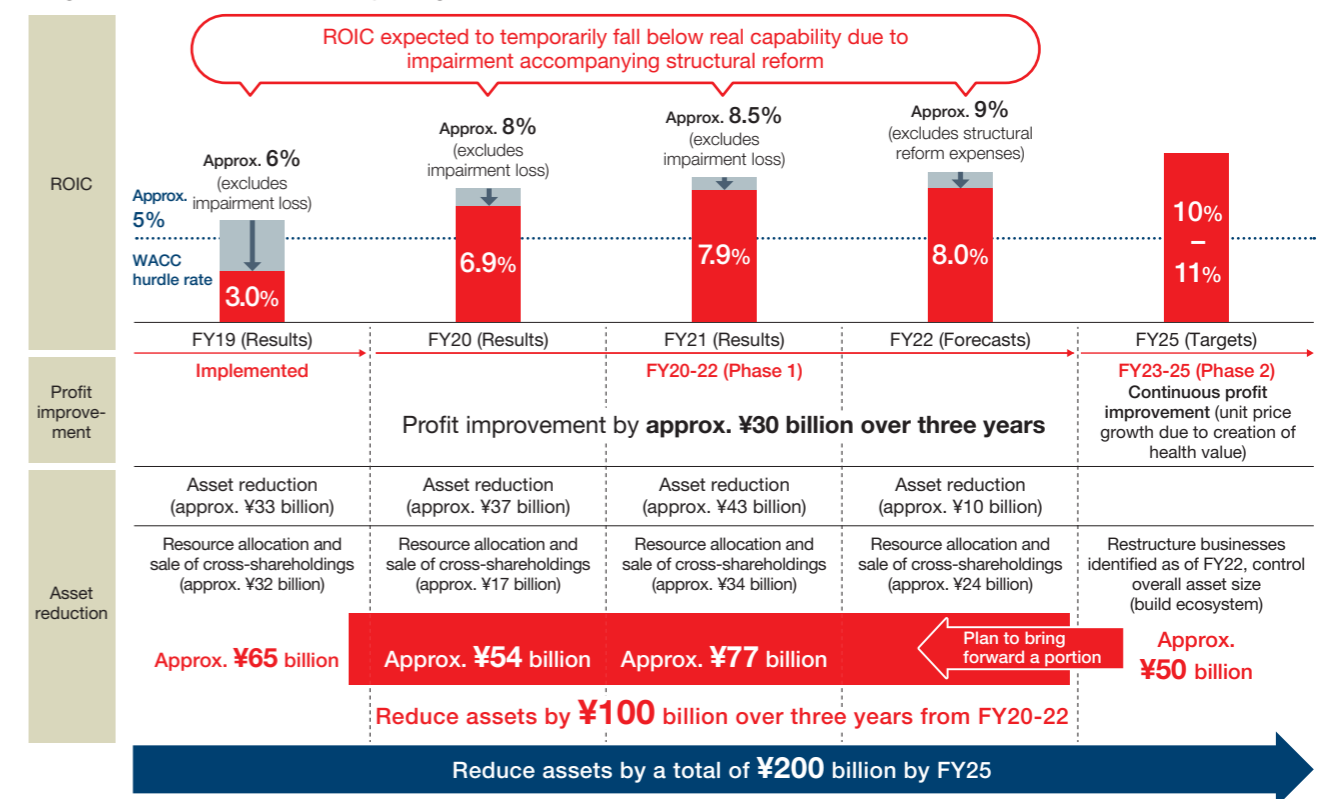 ROIC expected to temporarily fall below real capability due to
impairment accompanying structural reform
ROIC
Approx.
5%
WACC
hurdle rate
Approx. 6%
(excludes
impairment loss)
3.0%
Approx. 8%
(excludes
impairment loss)
6.9%
Approx. 8.5%
(excludes
impairment loss)
7.9%
Approx. 9%
(excludes structural
reform expenses)
8.0%
10%
–
11%
FY19 (Results)
FY20 (Results)
FY21 (Results)
FY22 (Forecasts)
FY25 (Targets)
Implemented
FY20-22 (Phase 1)
FY23-25 (Phase 2)
Profit
improve-
ment
Profit improvement by approx. ¥30 billion over three years
Continuous profit
improvement (unit price
growth due to creation of
health value)
Asset
reduction
Asset reduction
(approx. ¥33 billion)
Asset reduction
(approx. ¥37 billion)
Asset reduction
(approx. ¥43 billion)
Asset reduction
(approx. ¥10 billion)
Resource allocation and
sale of cross-shareholdings
(approx. ¥32 billion)
Resource allocation and
sale of cross-shareholdings
(approx. ¥17 billion)
Resource allocation and
sale of cross-shareholdings
(approx. ¥34 billion)
Resource allocation and
sale of cross-shareholdings
(approx. ¥24 billion)
Restructure businesses
identified as of FY22, control
overall asset size
(build ecosystem)
Approx. ¥65 billion
Approx. ¥54 billion
Approx. ¥77 billion
Plan to bring
forward a portion
Approx.
¥50 billion
Reduce assets by ¥100 billion over three years from FY20-22
Reduce assets by a total of ¥200 billion by FY25